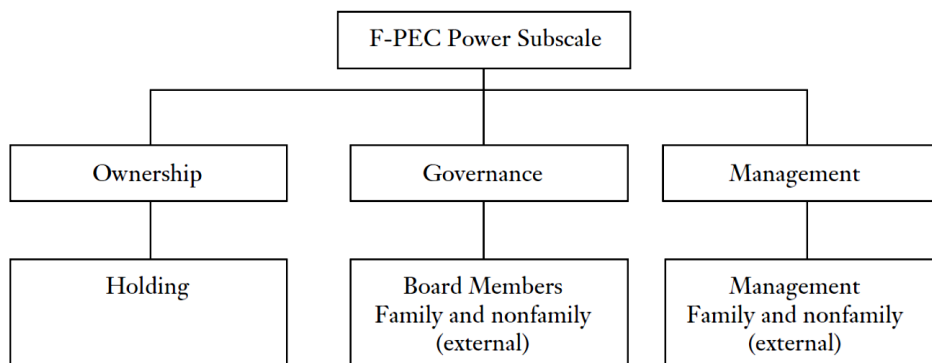 F-PEC Power Subscale
Ownership
Governance
Management
Holding
Board Members
Family and nonfamily
(external)
Management
Family and nonfamily
(external)